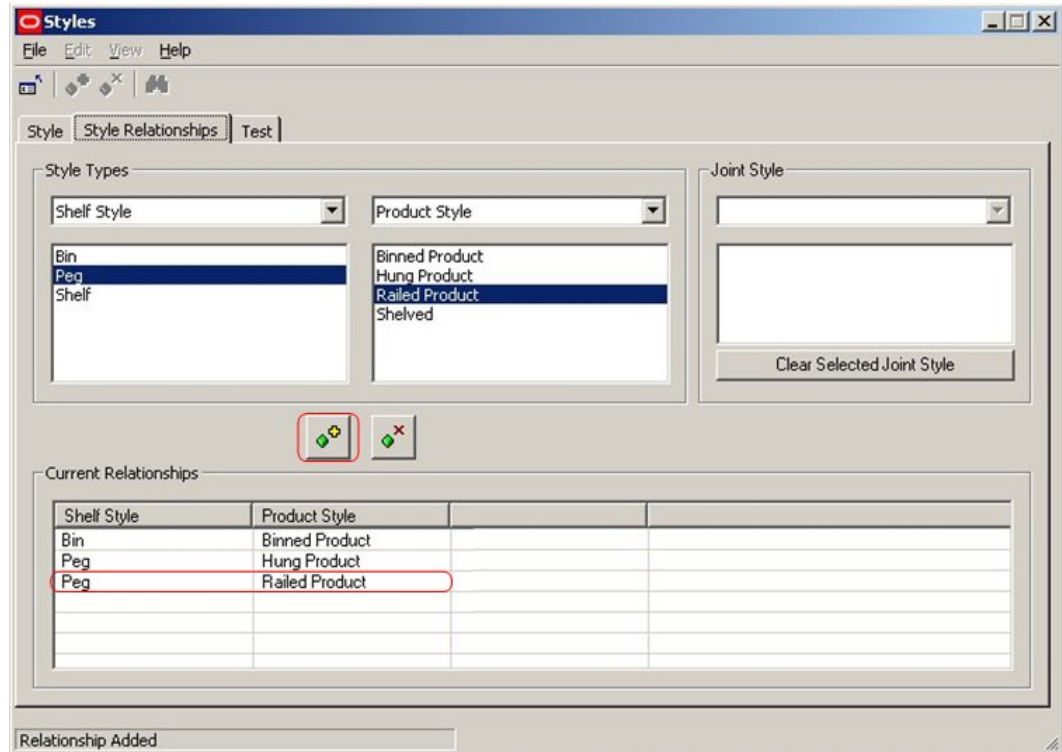 Styles
File Edit View Help
Style Style Relationships Test
Style Types
Joint Style
Shelf Style
Product Style
Bin
Peg
Shelf
Binned Product
Hung Product
Railed Product
Shelved
Clear Selected Joint Style
Current Relationships
Shelf Style Product Style
Bin Binned Product
Peg Hung Product
Peg Railed Product
Relationship Added